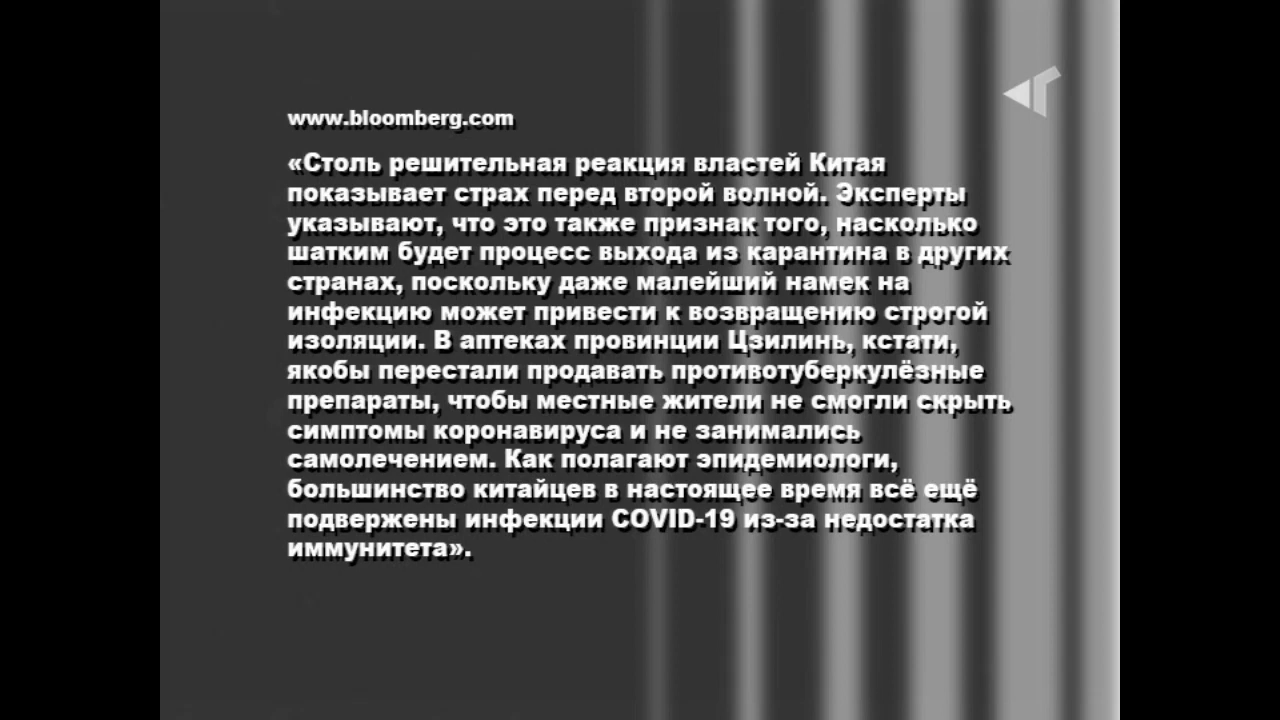 www.bloomberg.com
«Столь решительная реакция властей Китая
показывает страх перед второй волной. Эксперты
указывают, что это также признак того, насколько
шатким будет процесс выхода из карантина в других
странах, поскольку даже малейший намек на
инфекцию может привести к возвращению строгой
изоляции. В аптеках провинции Цзилинь, кстати,
якобы перестали продавать противотуберкулёзные
препараты, чтобы местные жители не смогли скрыть
симптомы коронавируса и не занимались
самолечением. Как полагают эпидемиологи,
большинство китайцев в настоящее время всё ещё
подвержены инфекции COVID-19 из-за недостатка
иммунитета».